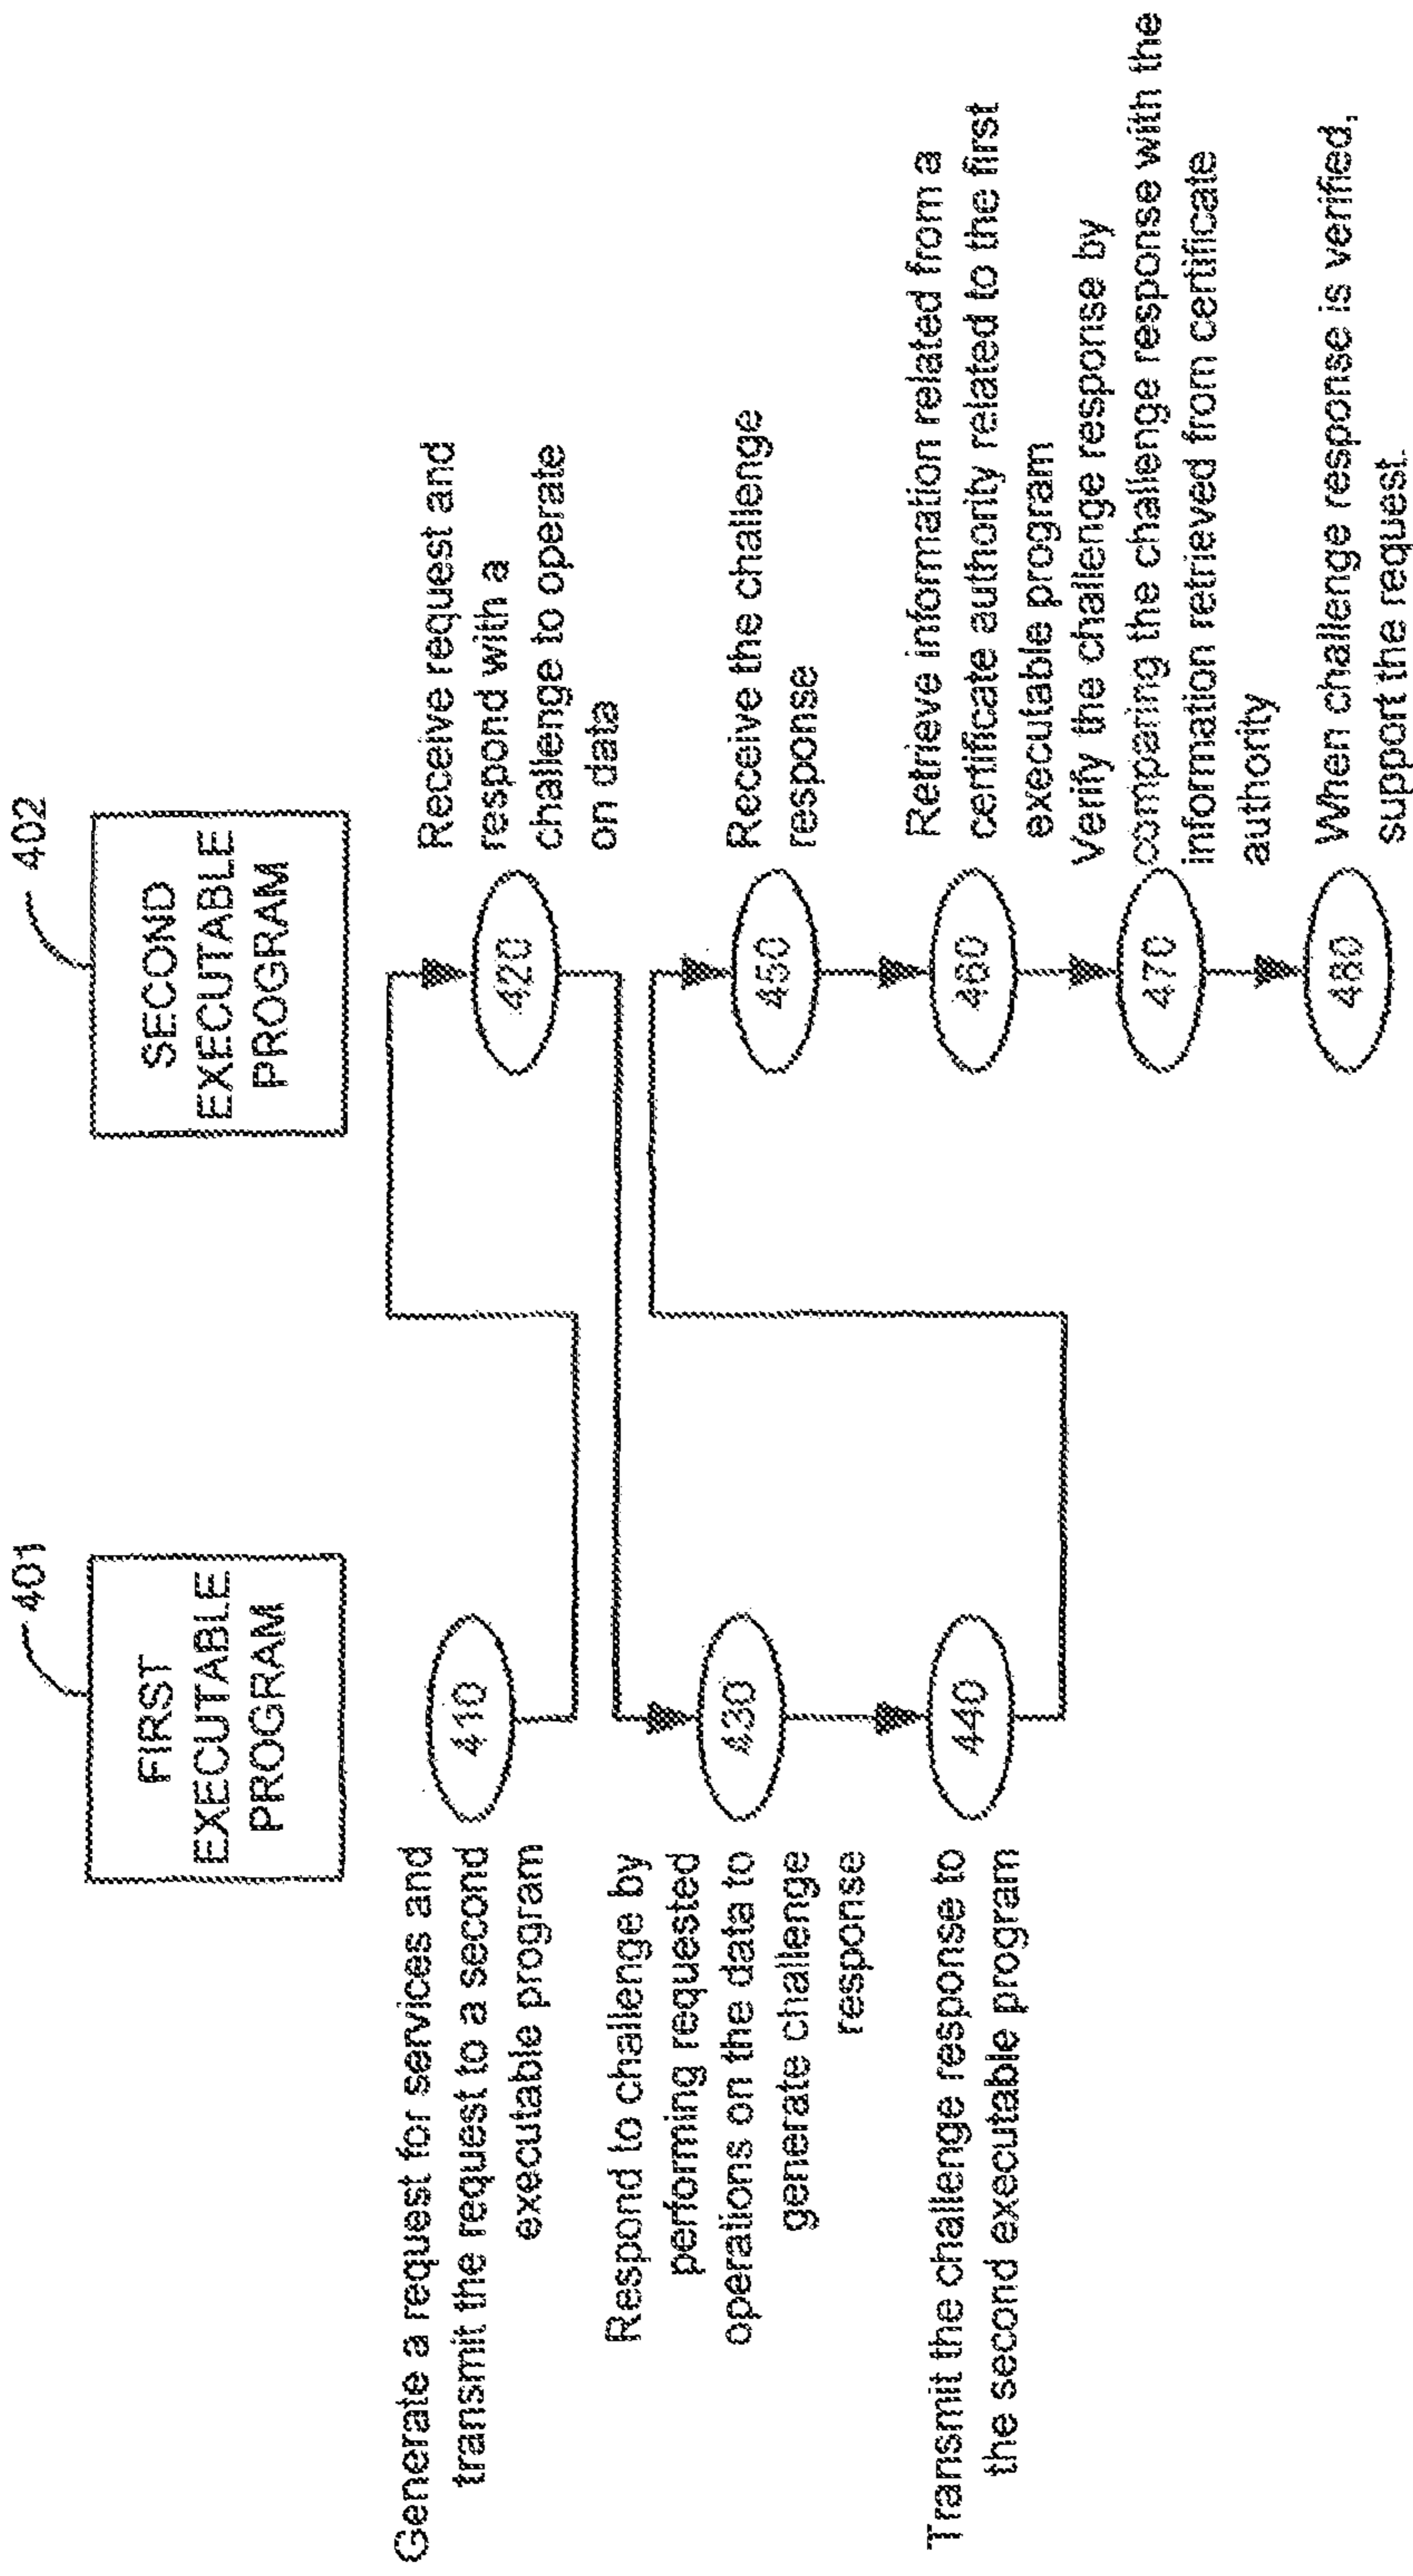 401
FIRST
EXECUTABLE
PROGRAM
402
SECOND
EXECUTABLE
PROGRAM
Generate a request for services and
transmit the request to a second
executable program
410
420
Receive request and
respond with a
challenge to operate
on data
Respond to challenge by
performing requested
operations on the data to
generate challenge
response
430
450
Receive the challenge
response
Transmit the challenge response to
the second executable program
440
460
Retrieve information related from a
certificate authority related to the first
executable program
470
Verify the challenge response by
comparing the challenge response with the
information retrieved from certificate
authority
480
When challenge response is verified,
support the request.